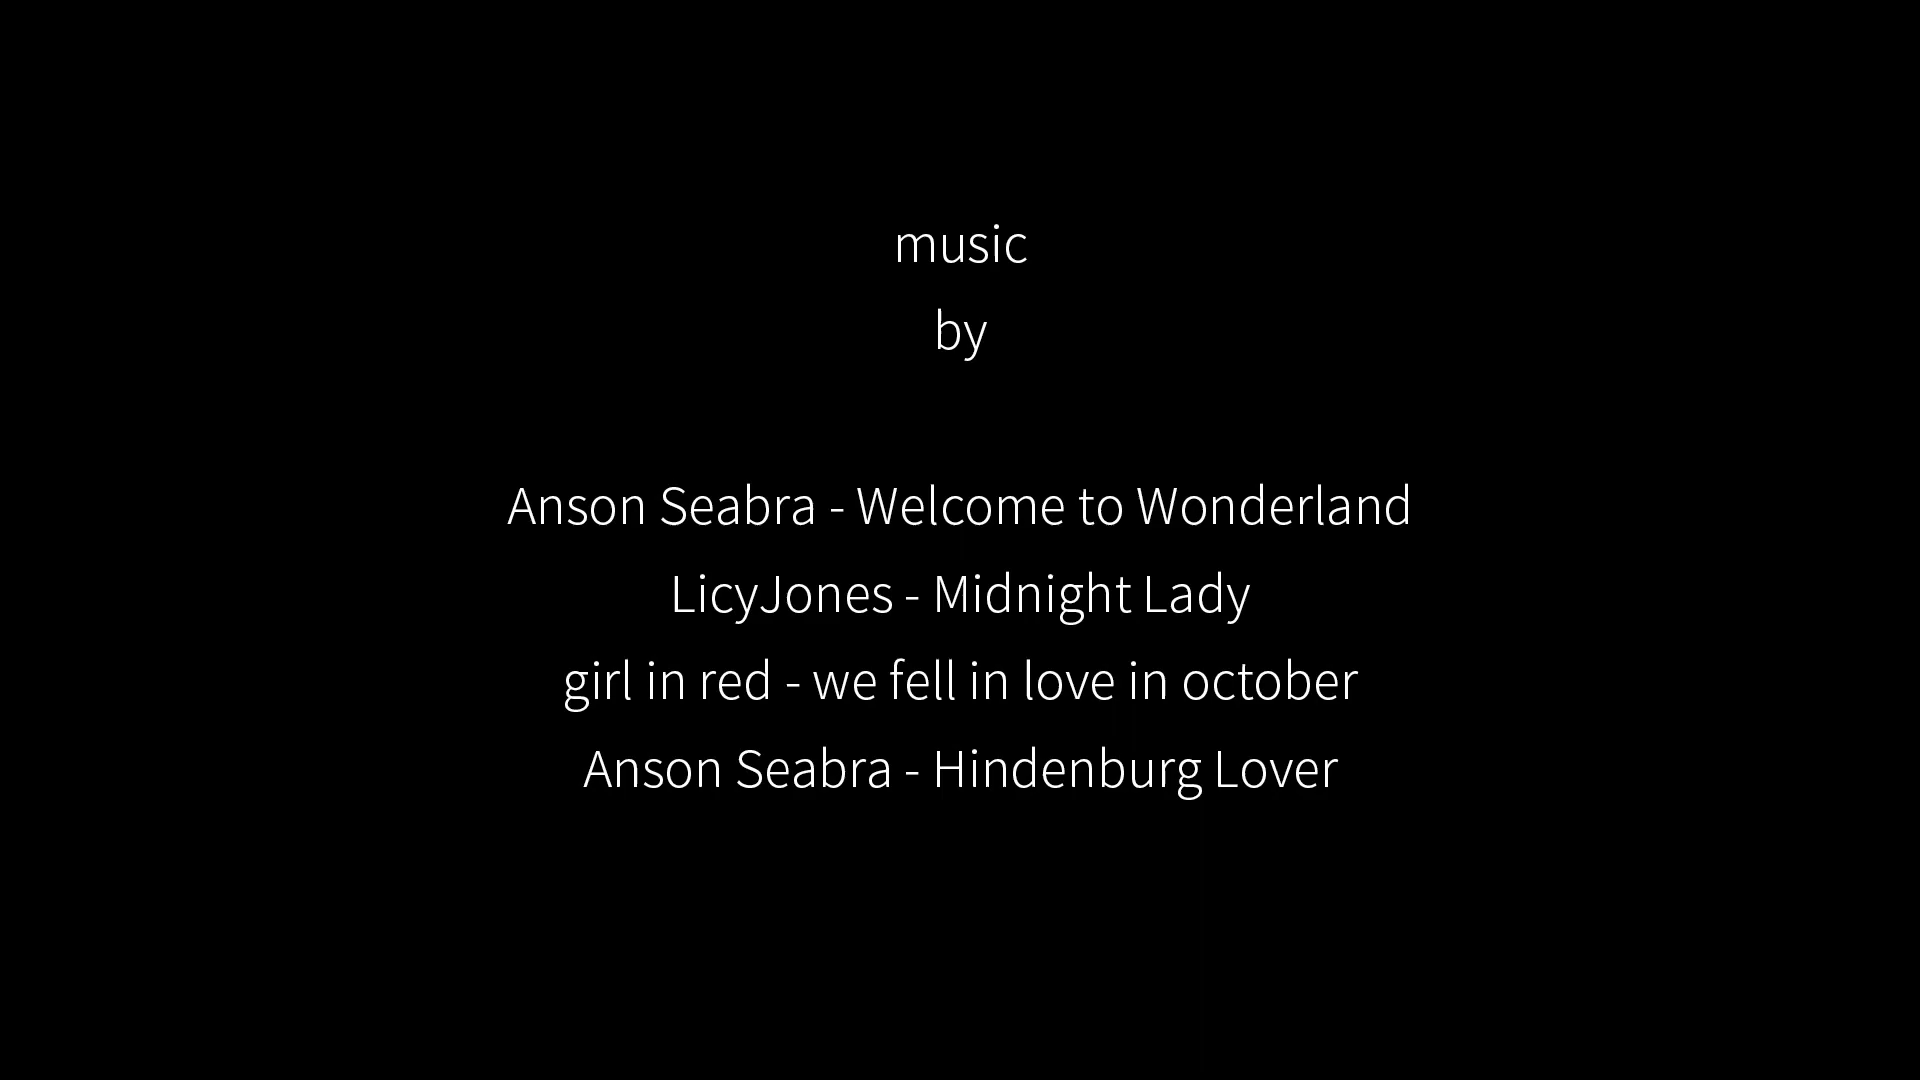 music
by
Anson Seabra - Welcome to Wonderland
LicyJones - Midnight Lady
girl in red - we fell in love in october
Anson Seabra - Hindenburg Lover